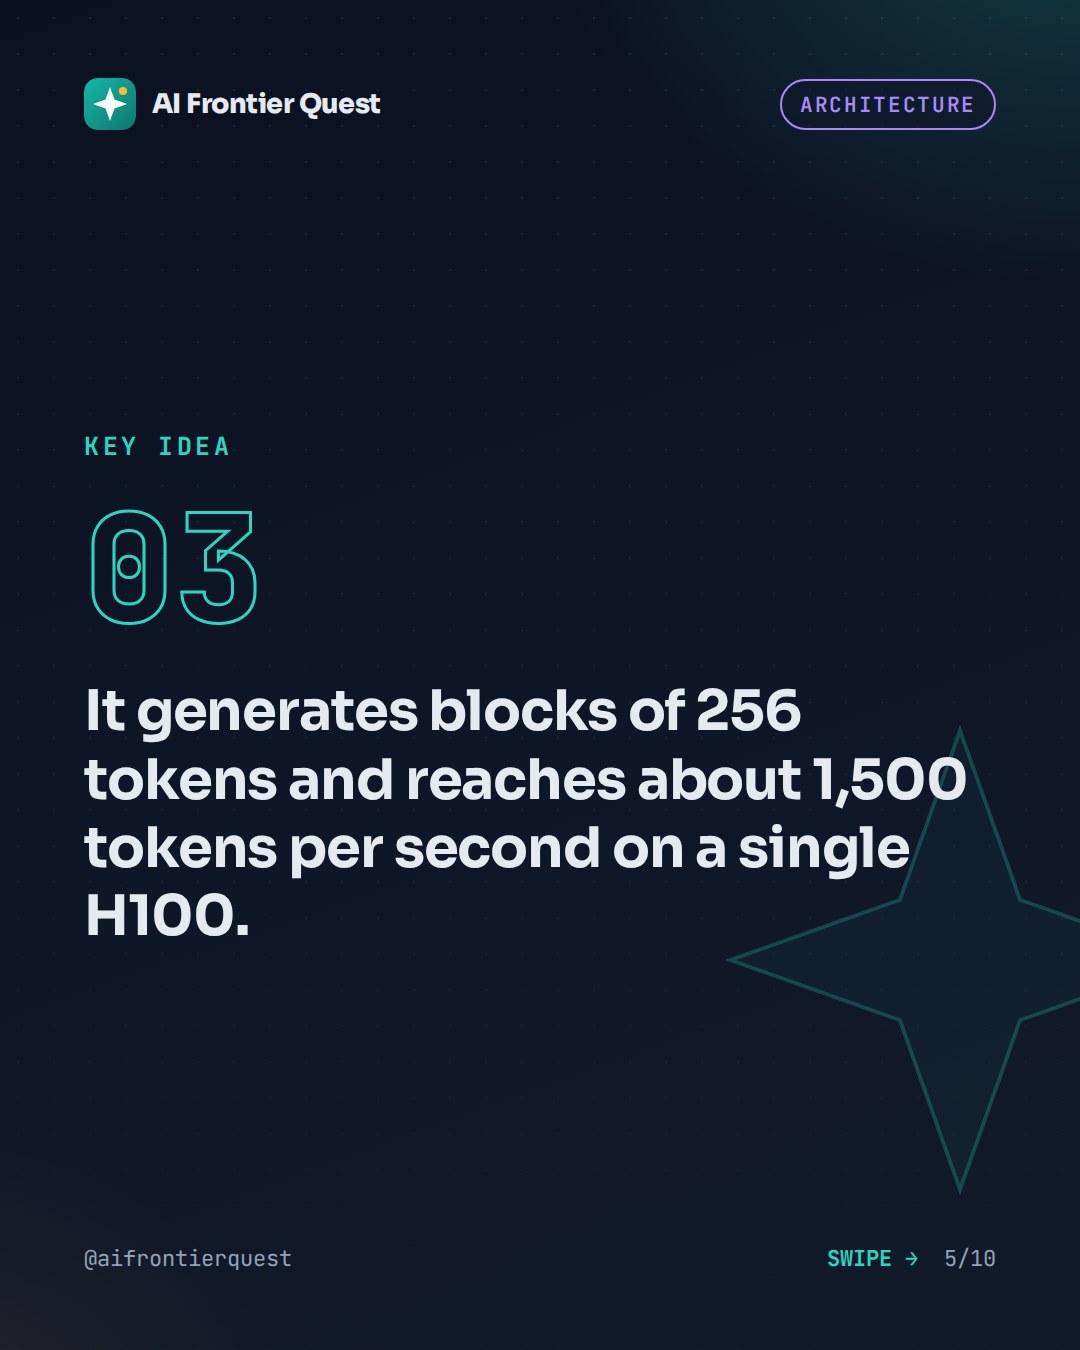 AI Frontier Quest
ARCHITECTURE
KEY IDEA
03
It generates blocks of 256
tokens and reaches about 1,500
tokens per second on a single
H100.
@aifrontierquest
SWIPE → 5/10